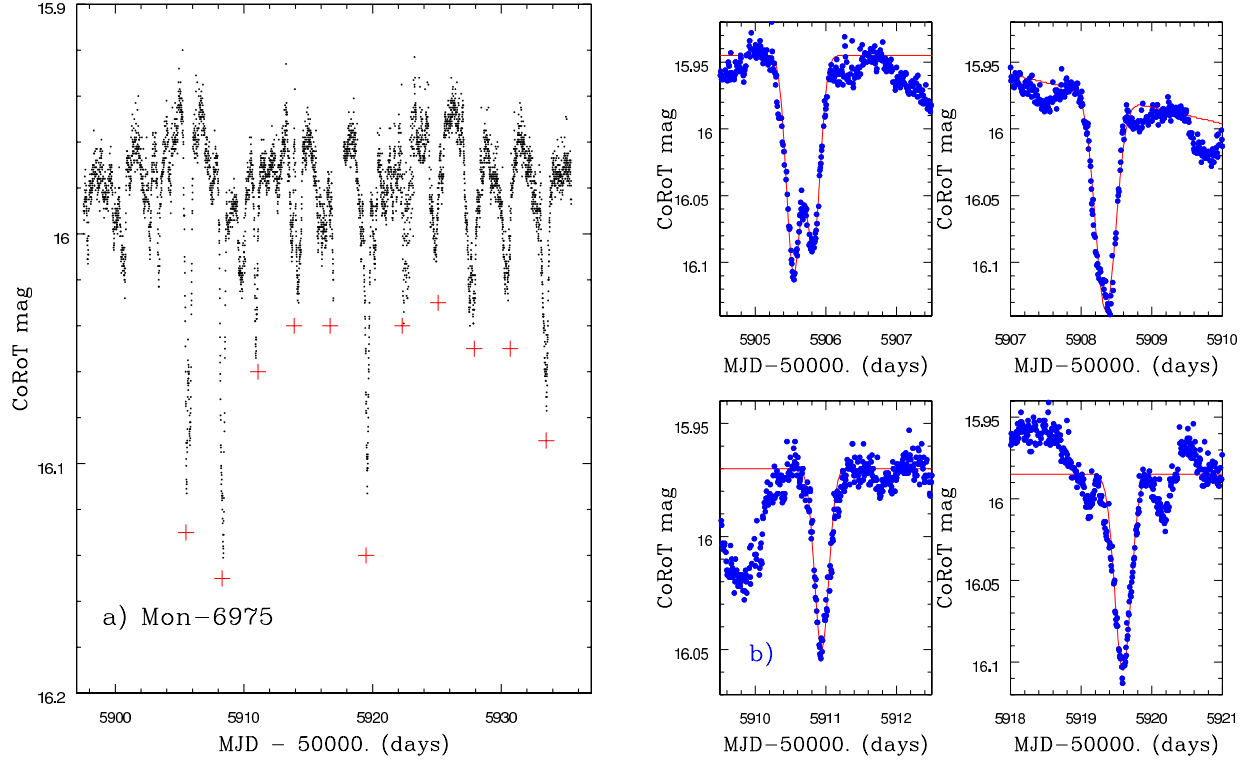 15.9
16
16.1
16.2
CoRoT mag
a) Mon-6975
5900 5910 5920 5930
MJD - 50000. (days)
15.95
16
16.05
16.1
CoRoT mag
5905 5906 5907
MJD-50000. (days)
15.95
16
16.05
16.1
CoRoT mag
5907 5908 5909 5910
MJD-50000. (days)
15.95
16
16.05
CoRoT mag
b)
5910 5911 5912
MJD-50000. (days)
15.95
16
16.05
16.1
CoRoT mag
5918 5919 5920 5921
MJD-50000. (days)